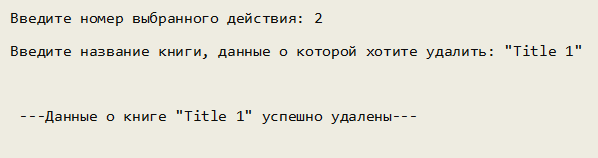 Введите номер выбранного действия: 2
Введите название книги, данные о которой хотите удалить: "Title 1"
---Данные о книге "Title 1" успешно удалены---